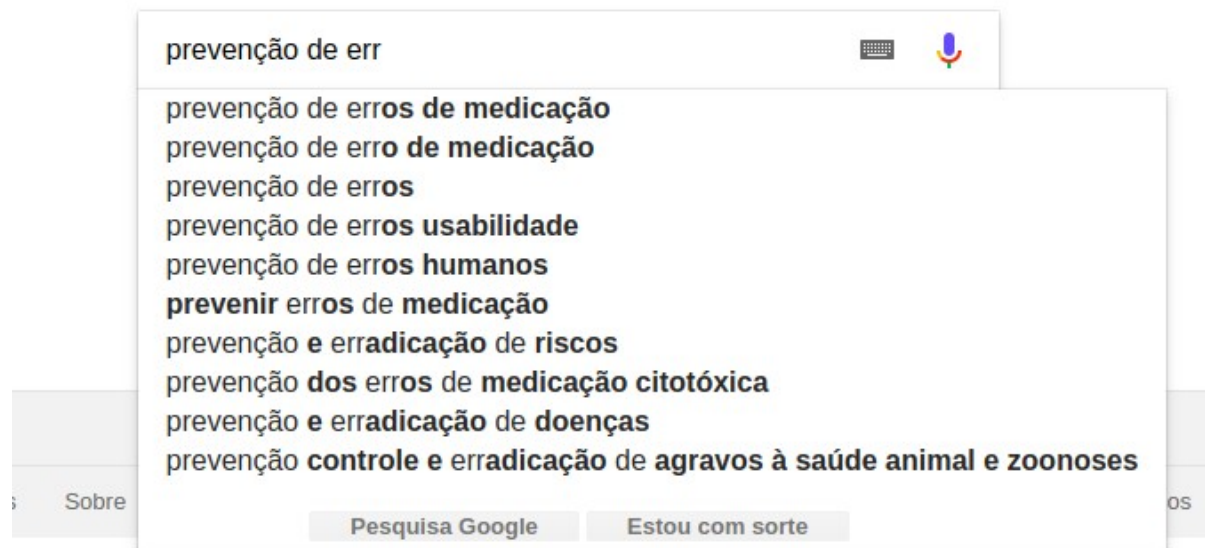 prevenção de err
prevenção de erros de medicação
prevenção de erro de medicação
prevenção de erros
prevenção de erros usabilidade
prevenção de erros humanos
prevenir erros de medicação
prevenção e erradicação de riscos
prevenção dos erros de medicação citotóxica
prevenção e erradicação de doenças
prevenção controle e erradicação de agravos à saúde animal e zoonoses
Sobre
Pesquisa Google Estou com sorte